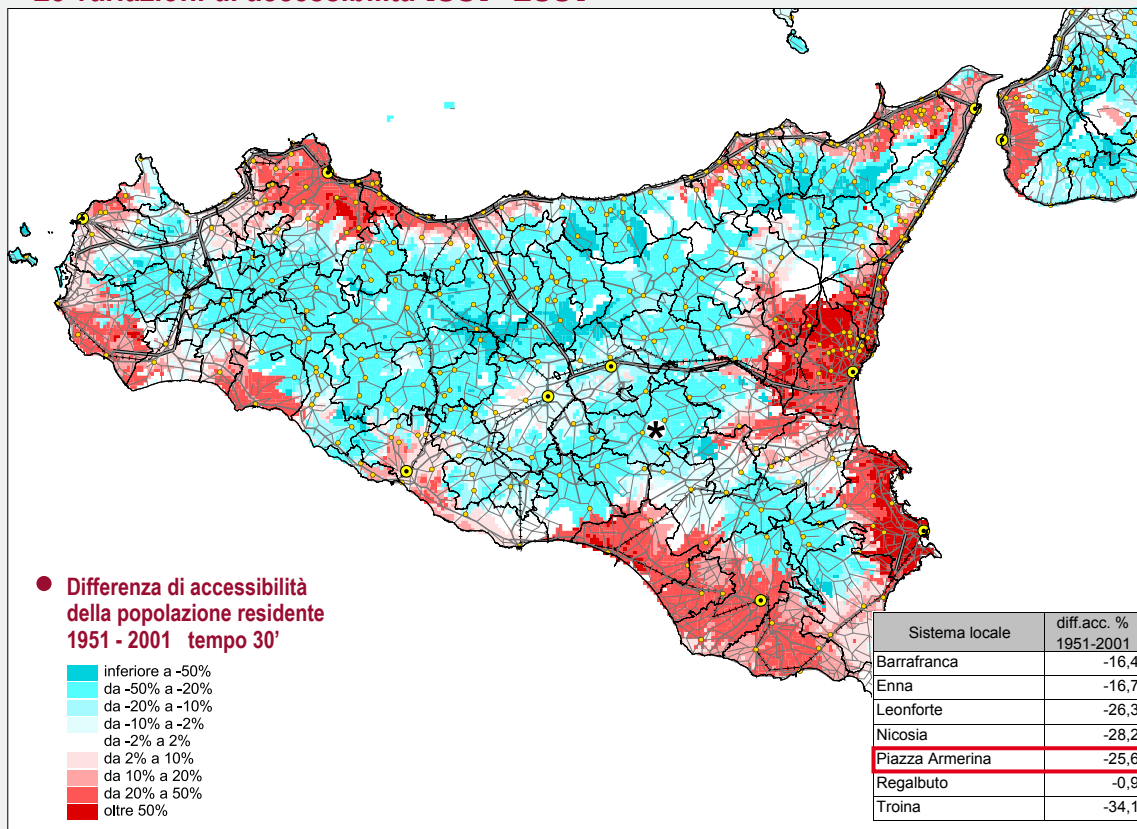 ● Differenza di accessibilità
della popolazione residente
1951 - 2001 tempo 30'
inferiore a -50%
da -50% a -20%
da -20% a -10%
da -10% a -2%
da -2% a 2%
da 2% a 10%
da 10% a 20%
da 20% a 50%
oltre 50%
*
Sistema locale diff.acc. % 1951-2001
Barrafranca -16,4
Enna -16,7
Leonforte -26,3
Nicosia -28,2
Piazza Armerina -25,6
Regalbuto -0,9
Troina -34,1